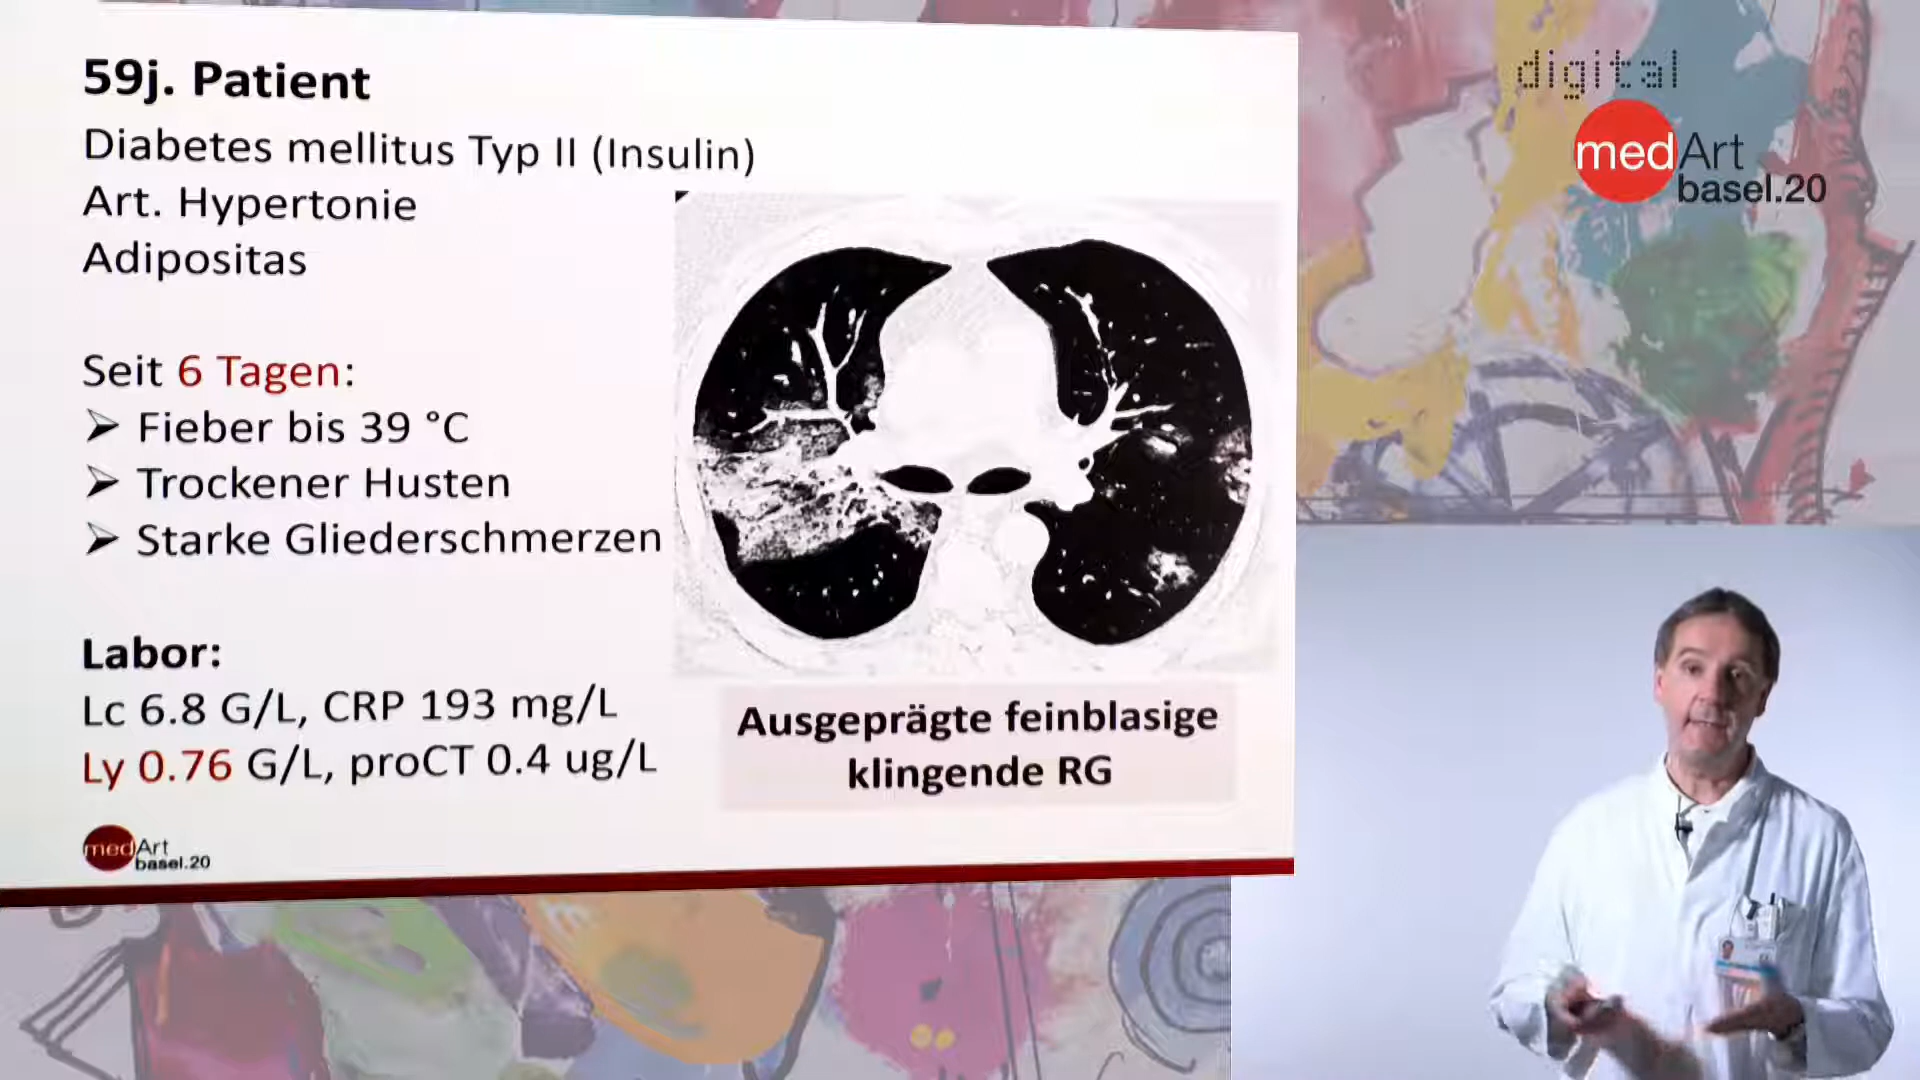 59j. Patient
Diabetes mellitus Typ II (Insulin)
Art. Hypertonie
Adipositas
Seit 6 Tagen:
➢ Fieber bis 39 °C
➢ Trockener Husten
➢ Starke Gliederschmerzen
Labor:
Lc 6.8 G/L, CRP 193 mg/L
Ly 0.76 G/L, proCT 0.4 ug/L
Ausgeprägte feinblasige
klingende RG
medArt
basel.20
digital
medArt
basel.20